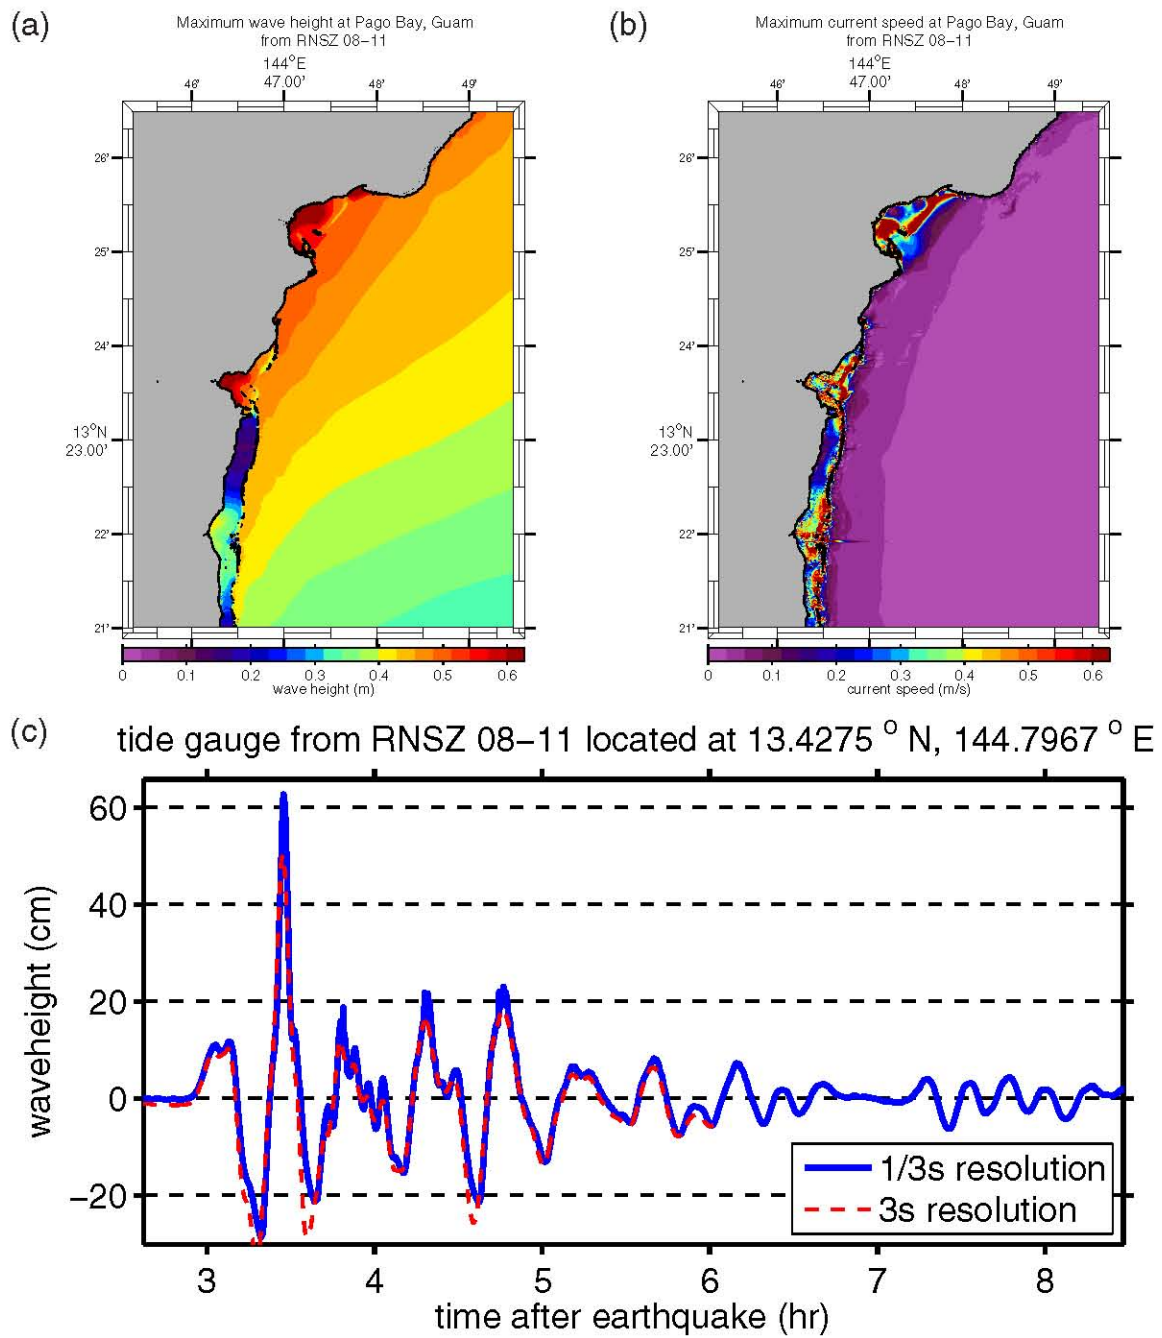 (a)
Maximum wave height at Pago Bay, Guam
from RNSZ 08−11
144°E
46' 47.00' 48' 49'
26'
25'
24'
13°N
23.00'
22'
21'
0 0.1 0.2 0.3 0.4 0.5 0.6
wave height (m)
(b)
Maximum current speed at Pago Bay, Guam
from RNSZ 08−11
144°E
46' 47.00' 48' 49'
26'
25'
24'
13°N
23.00'
22'
21'
0 0.1 0.2 0.3 0.4 0.5 0.6
current speed (m/s)
(c)
tide gauge from RNSZ 08−11 located at 13.4275 ° N, 144.7967 ° E
60
40
20
0
−20
waveheight (cm)
1/3s resolution
3s resolution
3 4 5 6 7 8
time after earthquake (hr)